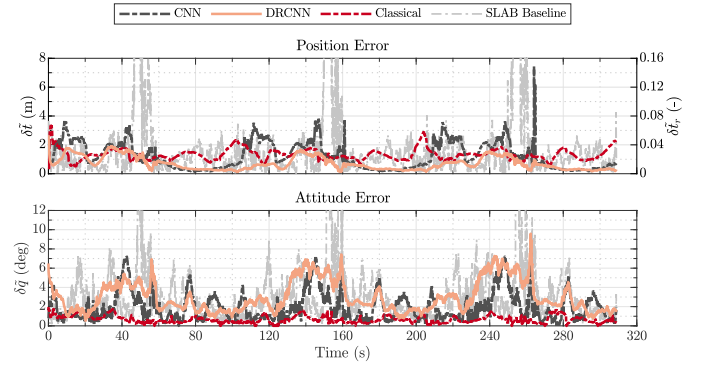 CNN DRCNN Classical SLAB Baseline
Position Error
8 0.16
6 0.12
4 0.08
2 0.04
0 0
δt̃ (m)
δt̃ᵣ (-)
Attitude Error
12
10
8
6
4
2
0
δq̃ (deg)
0 40 80 120 160 200 240 280 320
Time (s)